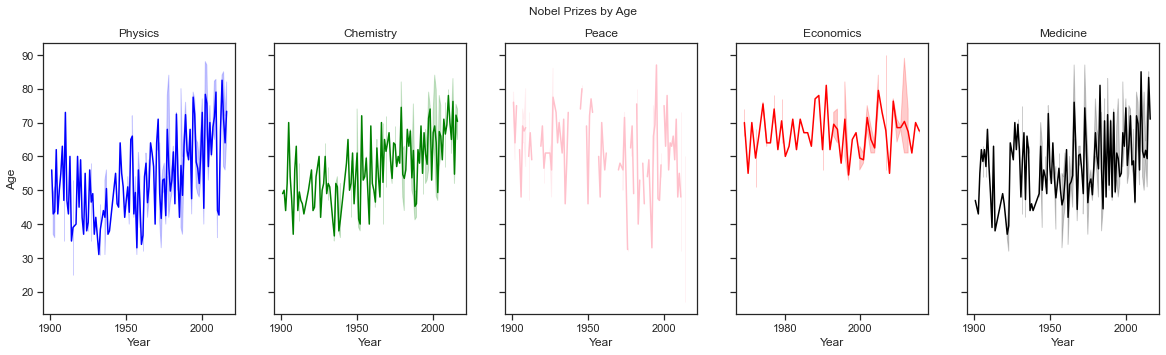 Nobel Prizes by Age
Physics Chemistry Peace Economics Medicine
90
80
70
60
50
40
30
20
Age
1900 1950 2000 1900 1950 2000 1900 1950 2000 1980 2000 1900 1950 2000
Year Year Year Year Year